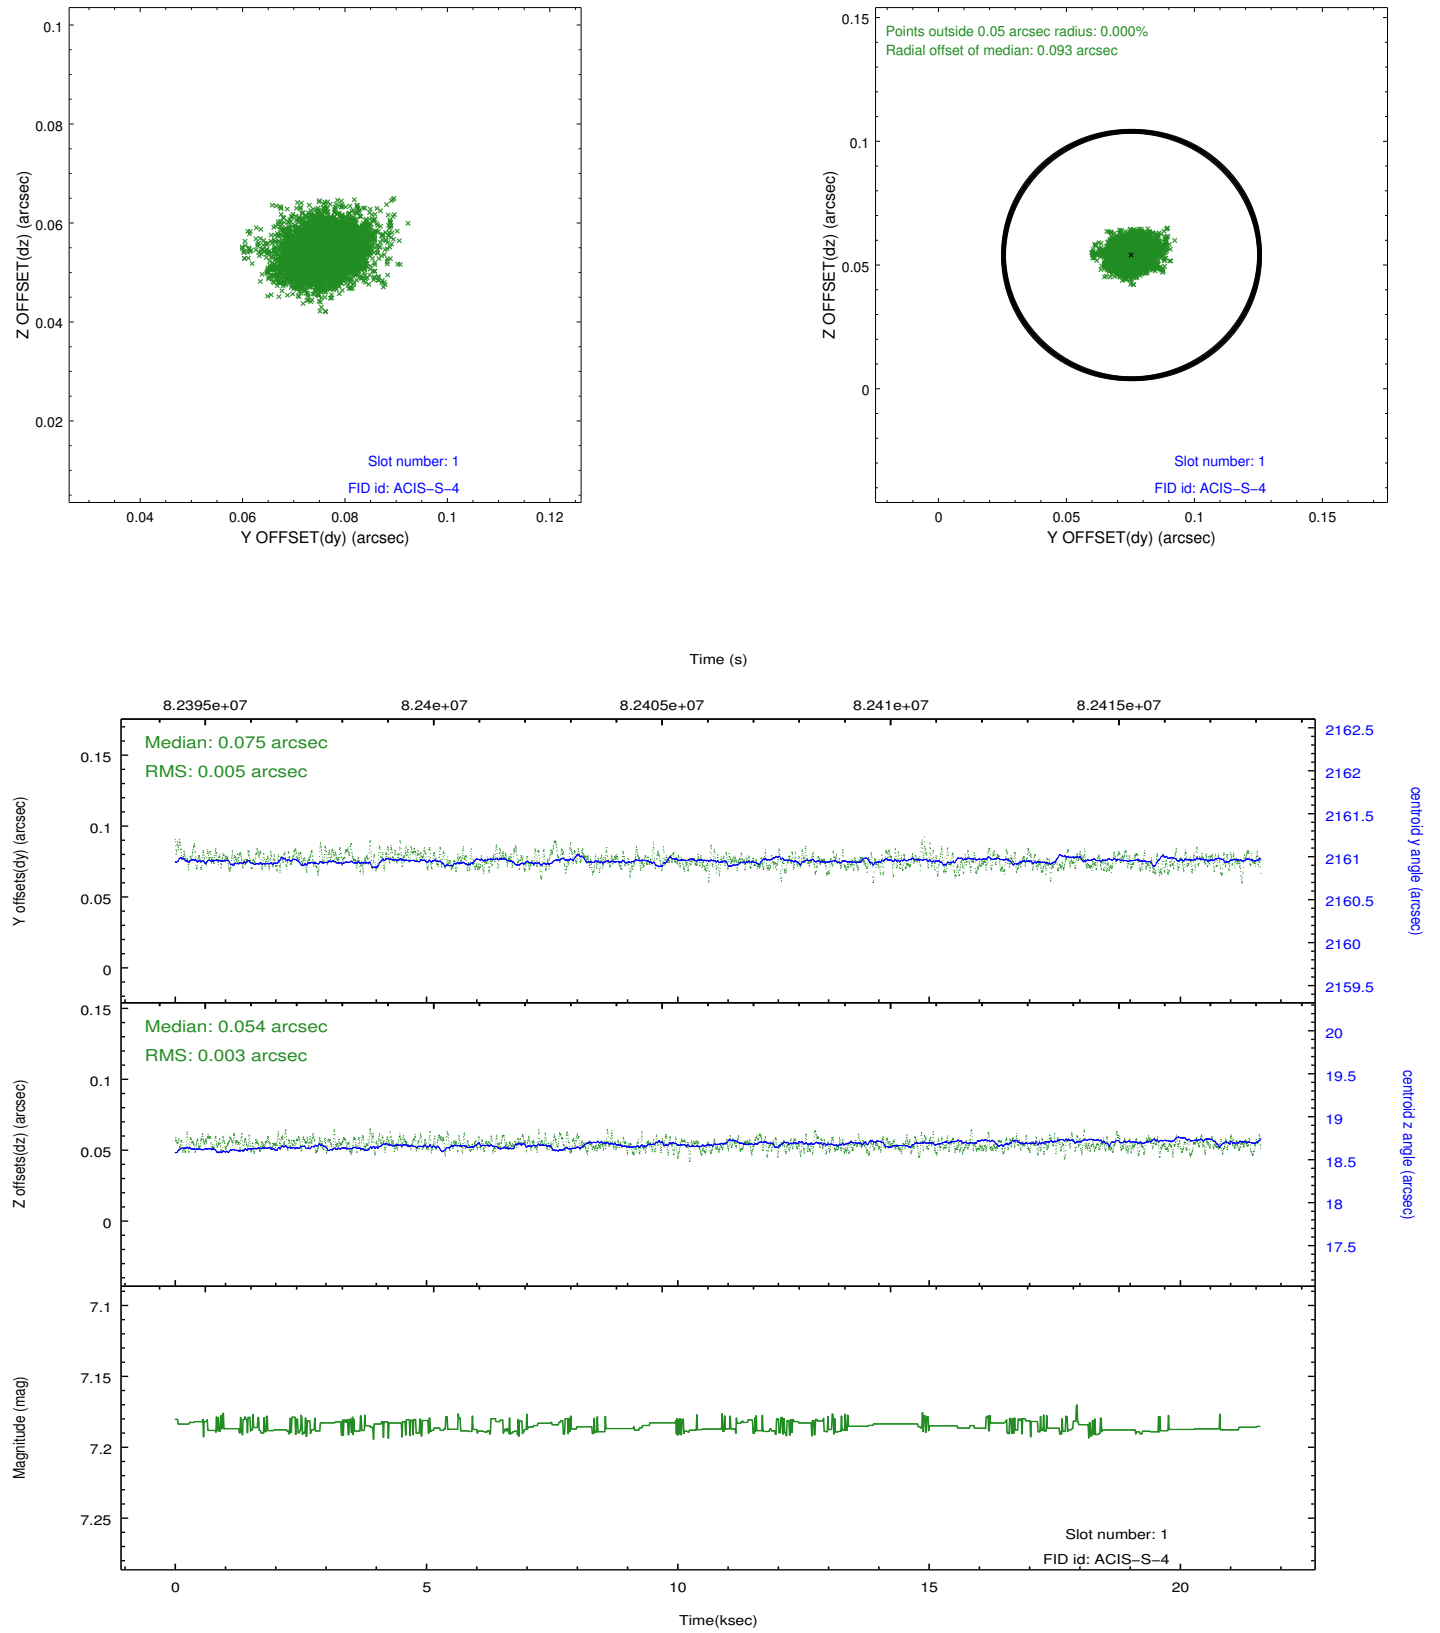 0.1
0.08
0.06
0.04
0.02
Z OFFSET(dz) (arcsec)
Slot number: 1
FID id: ACIS−S−4
0.04 0.06 0.08 0.1 0.12
Y OFFSET(dy) (arcsec)
0.15
0.1
0.05
0
Z OFFSET(dz) (arcsec)
Points outside 0.05 arcsec radius: 0.000%
Radial offset of median: 0.093 arcsec
Slot number: 1
FID id: ACIS−S−4
0 0.05 0.1 0.15
Y OFFSET(dy) (arcsec)
Time (s)
8.2395e+07 8.24e+07 8.2405e+07 8.241e+07 8.2415e+07
Median: 0.075 arcsec
RMS: 0.005 arcsec
0.15
0.1
0.05
0
Y offsets(dy) (arcsec)
2162.5
2162
2161.5
2161
2160.5
2160
2159.5
centroid y angle (arcsec)
Median: 0.054 arcsec
RMS: 0.003 arcsec
0.15
0.1
0.05
0
Z offsets(dz) (arcsec)
20
19.5
19
18.5
18
17.5
centroid z angle (arcsec)
7.1
7.15
7.2
7.25
Magnitude (mag)
Slot number: 1
FID id: ACIS−S−4
0 5 10 15 20
Time(ksec)